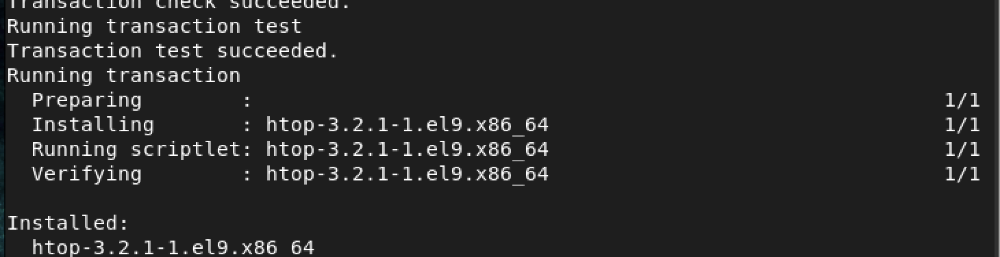 Transaction check succeeded.
Running transaction test
Transaction test succeeded.
Running transaction
  Preparing        :                                                        1/1
  Installing       : htop-3.2.1-1.el9.x86_64                                1/1
  Running scriptlet: htop-3.2.1-1.el9.x86_64                                1/1
  Verifying        : htop-3.2.1-1.el9.x86_64                                1/1

Installed:
  htop-3.2.1-1.el9.x86_64